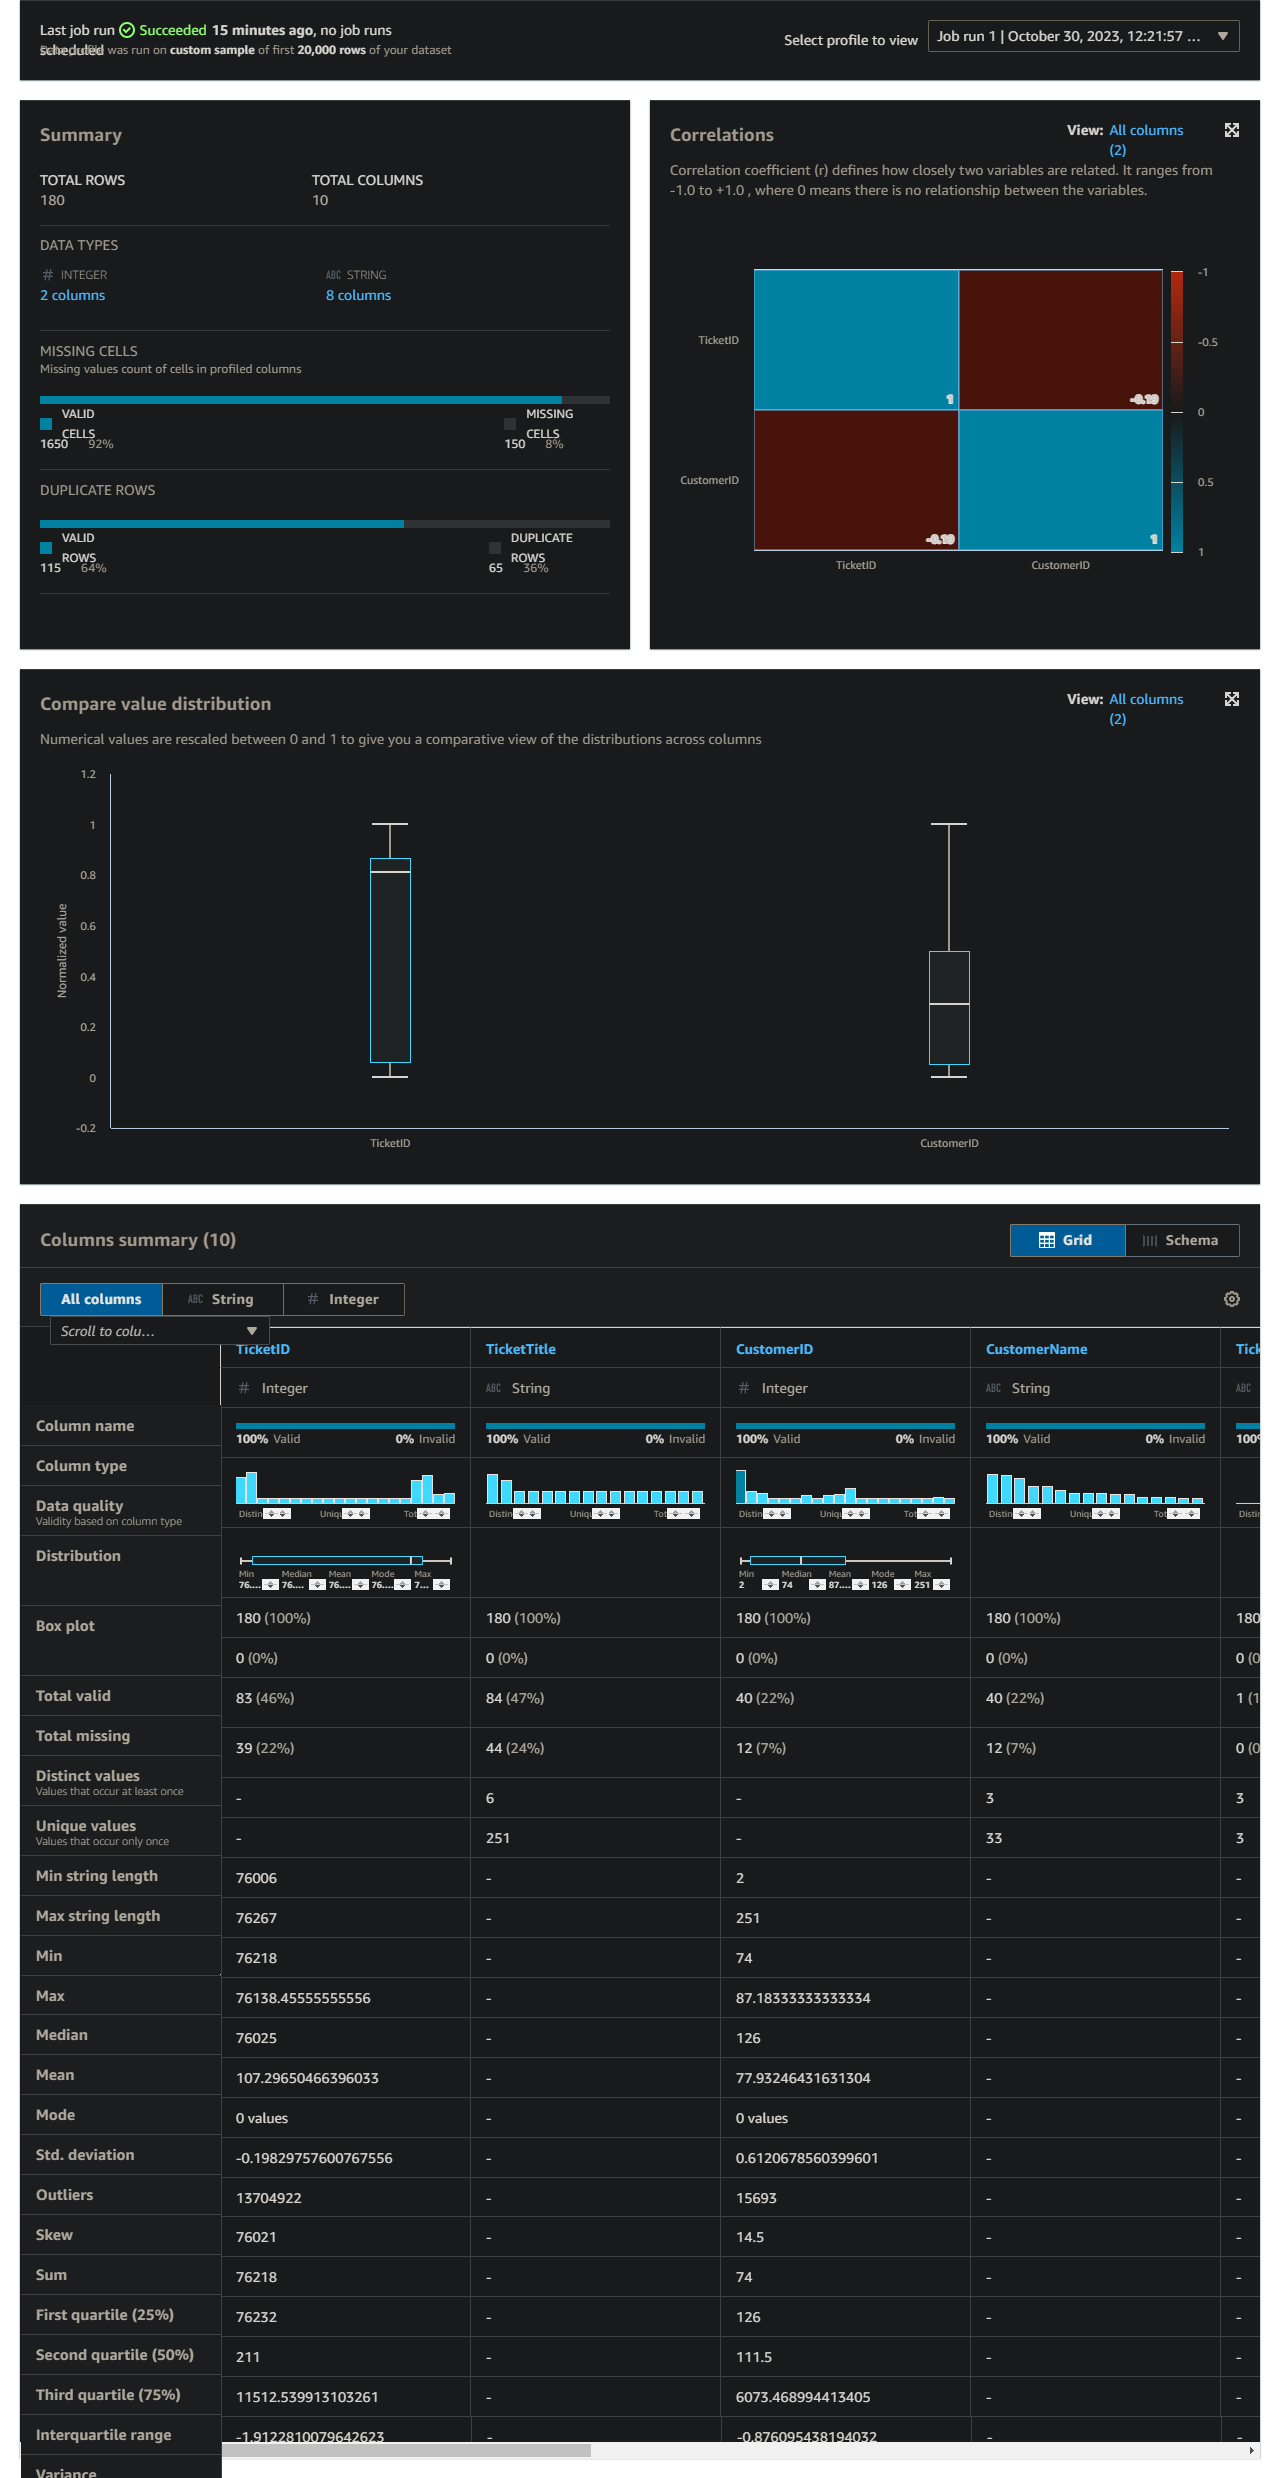 Last job run Succeeded 15 minutes ago, no job runs
scheduled
Data profile was run on custom sample of first 20,000 rows of your dataset
Select profile to view
Job run 1 | October 30, 2023, 12:21:57 ...
Summary
TOTAL ROWS
180
TOTAL COLUMNS
10
DATA TYPES
# INTEGER
2 columns
ABC STRING
8 columns
MISSING CELLS
Missing values count of cells in profiled columns
VALID
CELLS
1650 92%
MISSING
CELLS
150 8%
DUPLICATE ROWS
VALID
ROWS
115 64%
DUPLICATE
ROWS
65 36%
Correlations
View: All columns
(2)
Correlation coefficient (r) defines how closely two variables are related. It ranges from
-1.0 to +1.0 , where 0 means there is no relationship between the variables.
TicketID
CustomerID
1
-0.19
-0.19
1
TicketID
CustomerID
-1
-0.5
0
0.5
1
Compare value distribution
View: All columns
(2)
Numerical values are rescaled between 0 and 1 to give you a comparative view of the distributions across columns
Normalized value
1.2
1
0.8
0.6
0.4
0.2
0
-0.2
TicketID
CustomerID
Columns summary (10)
Grid
Schema
All columns
ABC String
# Integer
Scroll to colu...
TicketID TicketTitle CustomerID CustomerName Tick
# Integer ABC String # Integer ABC String ABC
Column name
100% Valid 0% Invalid 100% Valid 0% Invalid 100% Valid 0% Invalid 100% Valid 0% Invalid 100%
Column type
Data quality
Validity based on column type
Distin Uniqu Tot Distin Uniqu Tot Distin Uniqu Tot Distin Uniqu Tot Distin
Distribution
Min Median Mean Mode Max Min Median Mean Mode Max
76.... 76.... 76.... 76.... 7... 2 74 87.... 126 251
Box plot
180 (100%) 180 (100%) 180 (100%) 180 (100%) 180
0 (0%) 0 (0%) 0 (0%) 0 (0%) 0 (0
Total valid
83 (46%) 84 (47%) 40 (22%) 40 (22%) 1 (1
Total missing
39 (22%) 44 (24%) 12 (7%) 12 (7%) 0 (0
Distinct values
Values that occur at least once
- 6 - 3 3
Unique values
Values that occur only once
- 251 - 33 3
Min string length
76006 - 2 - -
Max string length
76267 - 251 - -
Min
76218 - 74 - -
Max
76138.45555555556 - 87.18333333333334 - -
Median
76025 - 126 - -
Mean
107.29650466396033 - 77.93246431631304 - -
Mode
0 values - 0 values - -
Std. deviation
-0.19829757600767556 - 0.6120678560399601 - -
Outliers
13704922 - 15693 - -
Skew
76021 - 14.5 - -
Sum
76218 - 74 - -
First quartile (25%)
76232 - 126 - -
Second quartile (50%)
211 - 111.5 - -
Third quartile (75%)
11512.539913103261 - 6073.468994413405 - -
Interquartile range
-1.9122810079642623 - -0.876095438194032 - -
Variance